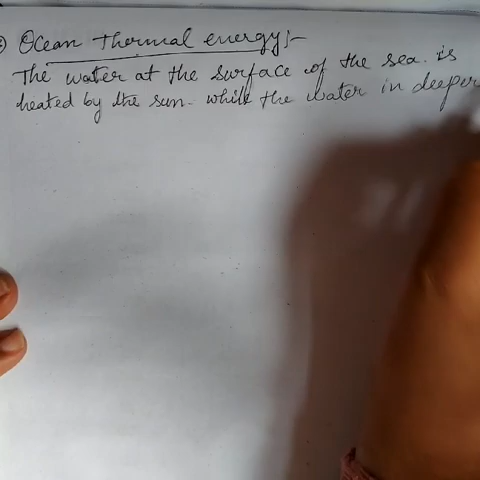 Ocean Thermal energy:-
The water at the surface of the sea. is
heated by the sun. while the water in deeper